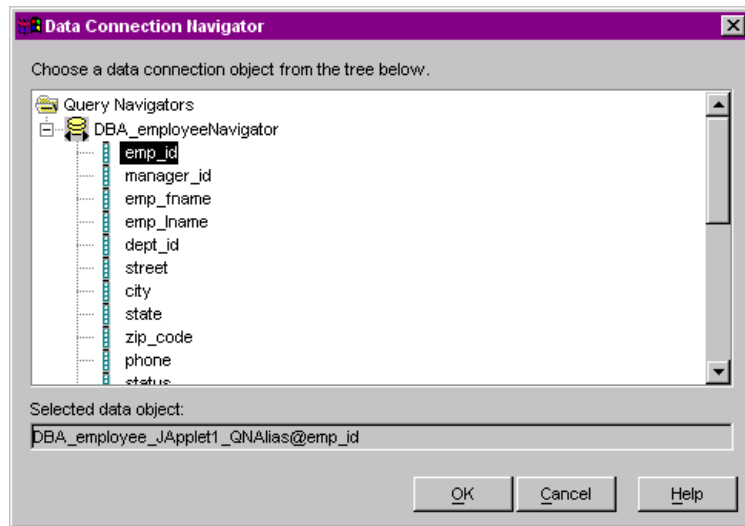 Data Connection Navigator
Choose a data connection object from the tree below.
Query Navigators
DBA_employeeNavigator
emp_id
manager_id
emp_fname
emp_lname
dept_id
street
city
state
zip_code
phone
status
Selected data object:
DBA_employee_JApplet1_QNAlias@emp_id
OK Cancel Help